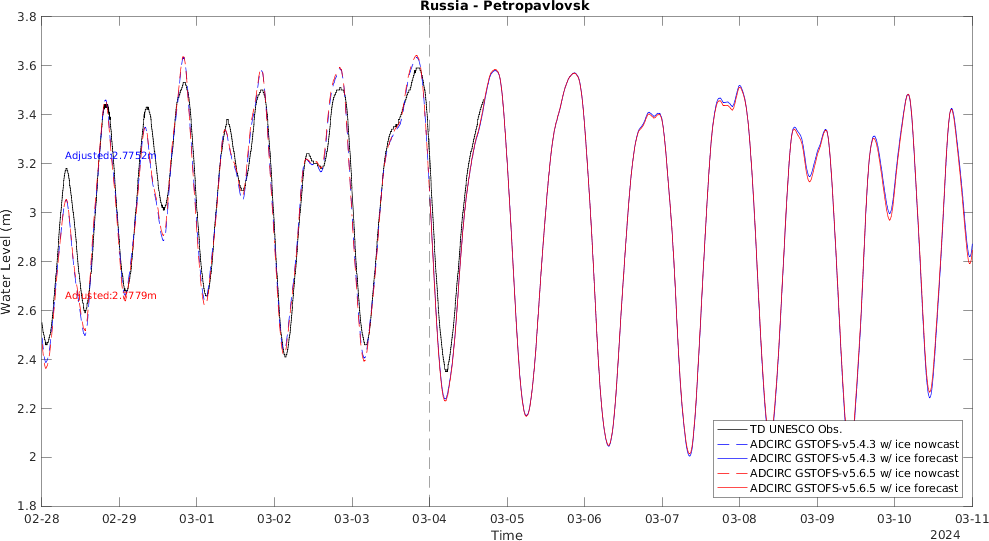 Russia - Petropavlovsk
3.8
3.6
3.4
3.2
3
2.8
2.6
2.4
2.2
2
1.8
Water Level (m)
Adjusted:2.7752m
TD UNESCO Obs.
ADCIRC GSTOFS-v5.4.3 w/ ice nowcast
ADCIRC GSTOFS-v5.4.3 w/ ice forecast
ADCIRC GSTOFS-v5.6.5 w/ ice nowcast
ADCIRC GSTOFS-v5.6.5 w/ ice forecast
02-28 02-29 03-01 03-02 03-03 03-04 03-05 03-06 03-07 03-08 03-09 03-10 03-11
Time
2024